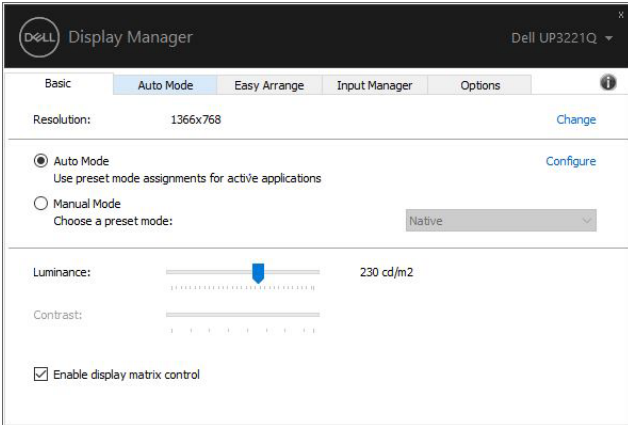 x
DELL Display Manager Dell UP3221Q
Basic Auto Mode Easy Arrange Input Manager Options i
Resolution: 1366x768 Change
Auto Mode Configure
Use preset mode assignments for active applications
Manual Mode
Choose a preset mode: Native
Luminance: 230 cd/m2
Contrast:
Enable display matrix control